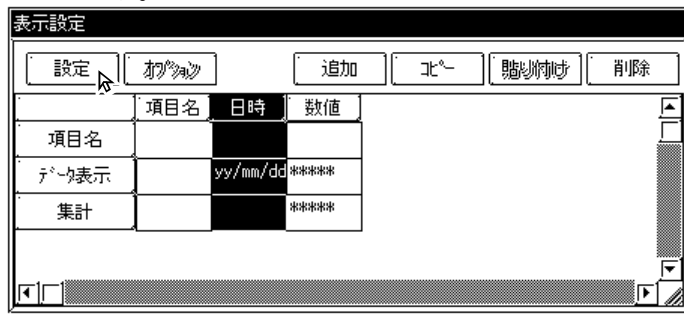 表示設定
設定 ｵﾌﾟｼｮﾝ 追加 ｺﾋﾟｰ 貼り付け 削除
項目名 日時 数値
項目名
ﾃﾞｰﾀ表示 yy/mm/dd *****
集計 *****